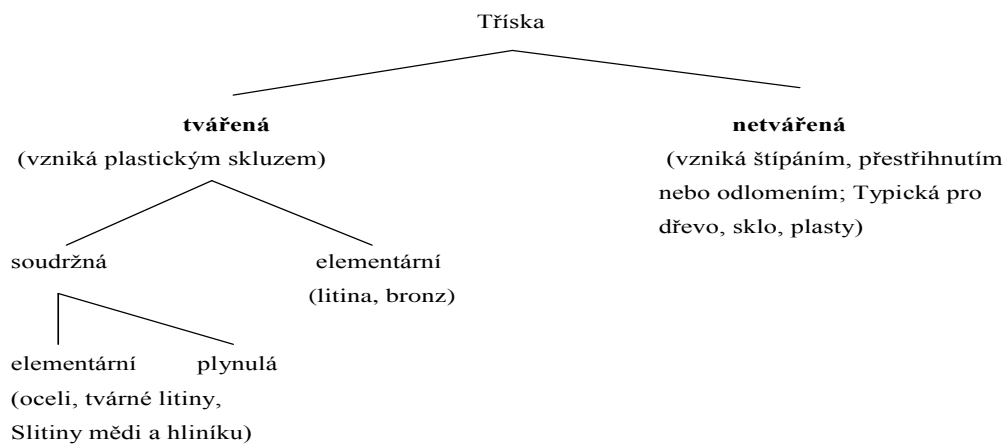 Tříska
tvářená
(vzniká plastickým skluzem)
netvářená
(vzniká štípáním, přestřihnutím
nebo odlomením; Typická pro
dřevo, sklo, plasty)
soudržná
elementární
(litina, bronz)
elementární
plynulá
(oceli, tvárné litiny,
Slitiny mědi a hliníku)